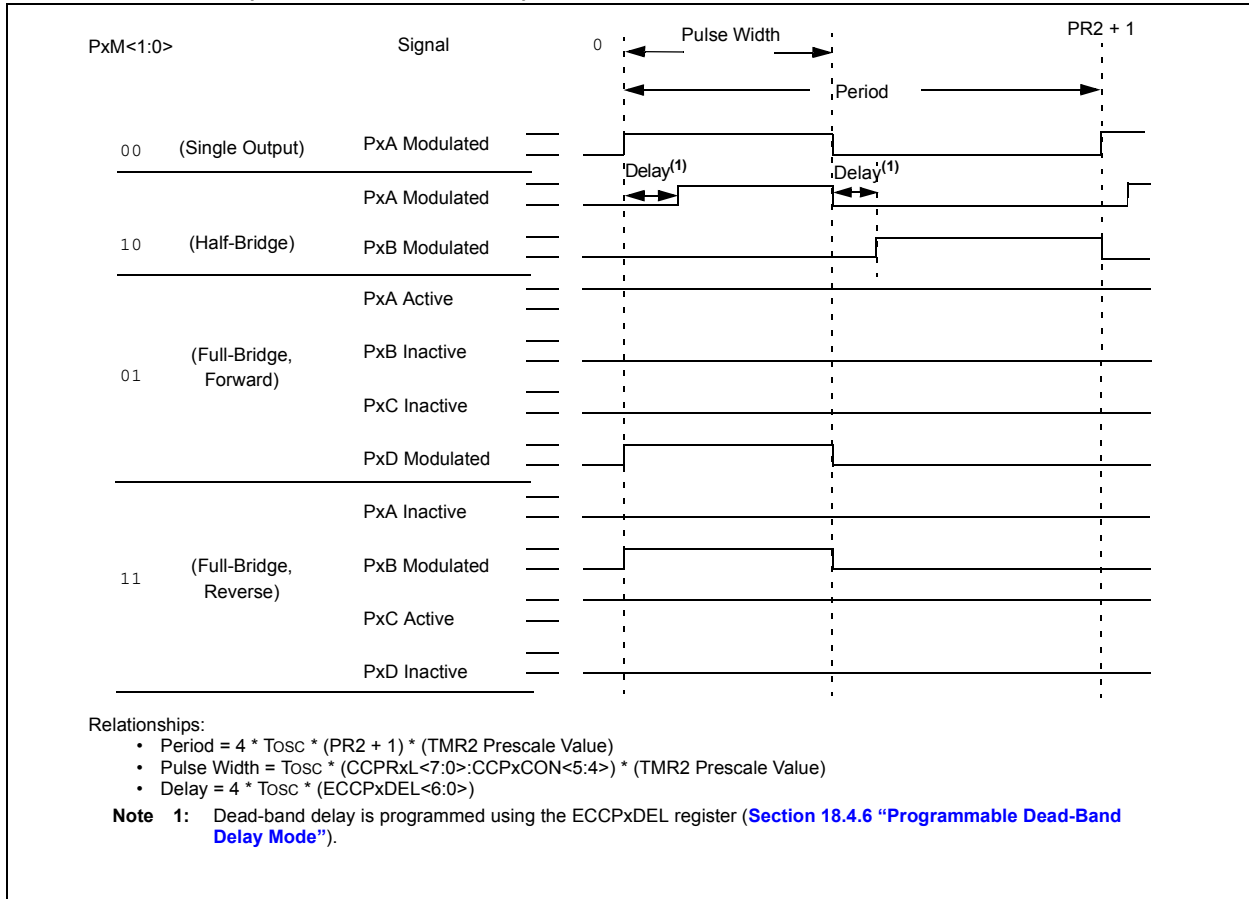 PxM<1:0> Signal 0 Pulse Width PR2 + 1
Period
00 (Single Output) PxA Modulated
Delay(1) Delay(1)
PxA Modulated
10 (Half-Bridge) PxB Modulated
PxA Active
(Full-Bridge, PxB Inactive
01 Forward)
PxC Inactive
PxD Modulated
PxA Inactive
11 (Full-Bridge, PxB Modulated
Reverse)
PxC Active
PxD Inactive
Relationships:
• Period = 4 * TOSC * (PR2 + 1) * (TMR2 Prescale Value)
• Pulse Width = TOSC * (CCPRxL<7:0>:CCPxCON<5:4>) * (TMR2 Prescale Value)
• Delay = 4 * TOSC * (ECCPxDEL<6:0>)
Note 1: Dead-band delay is programmed using the ECCPxDEL register (Section 18.4.6 “Programmable Dead-Band
Delay Mode”).